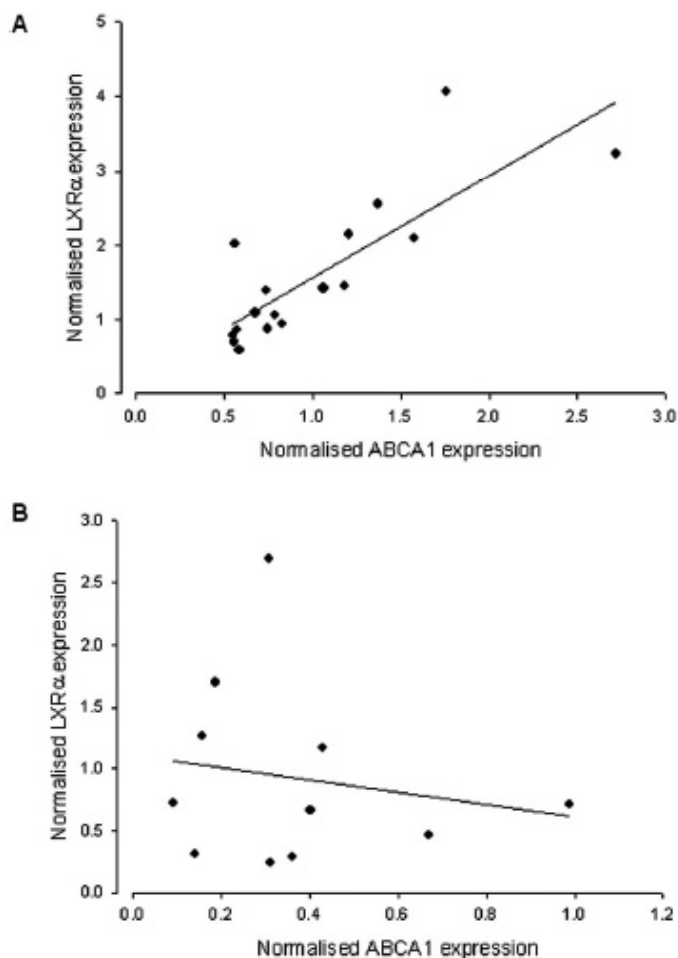 A
Normalised LXRα expression
5
4
3
2
1
0
0.0 0.5 1.0 1.5 2.0 2.5 3.0
Normalised ABCA1 expression
B
Normalised LXRα expression
3.0
2.5
2.0
1.5
1.0
0.5
0.0
0.0 0.2 0.4 0.6 0.8 1.0 1.2
Normalised ABCA1 expression